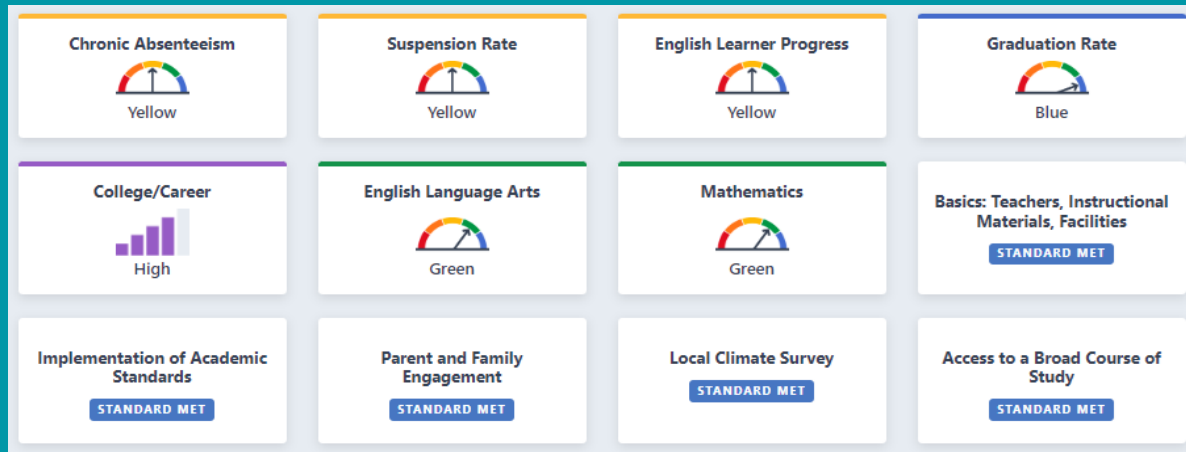 Chronic Absenteeism
Yellow
Suspension Rate
Yellow
English Learner Progress
Yellow
Graduation Rate
Blue
College/Career
High
English Language Arts
Green
Mathematics
Green
Basics: Teachers, Instructional
Materials, Facilities
STANDARD MET
Implementation of Academic
Standards
STANDARD MET
Parent and Family
Engagement
STANDARD MET
Local Climate Survey
STANDARD MET
Access to a Broad Course of
Study
STANDARD MET